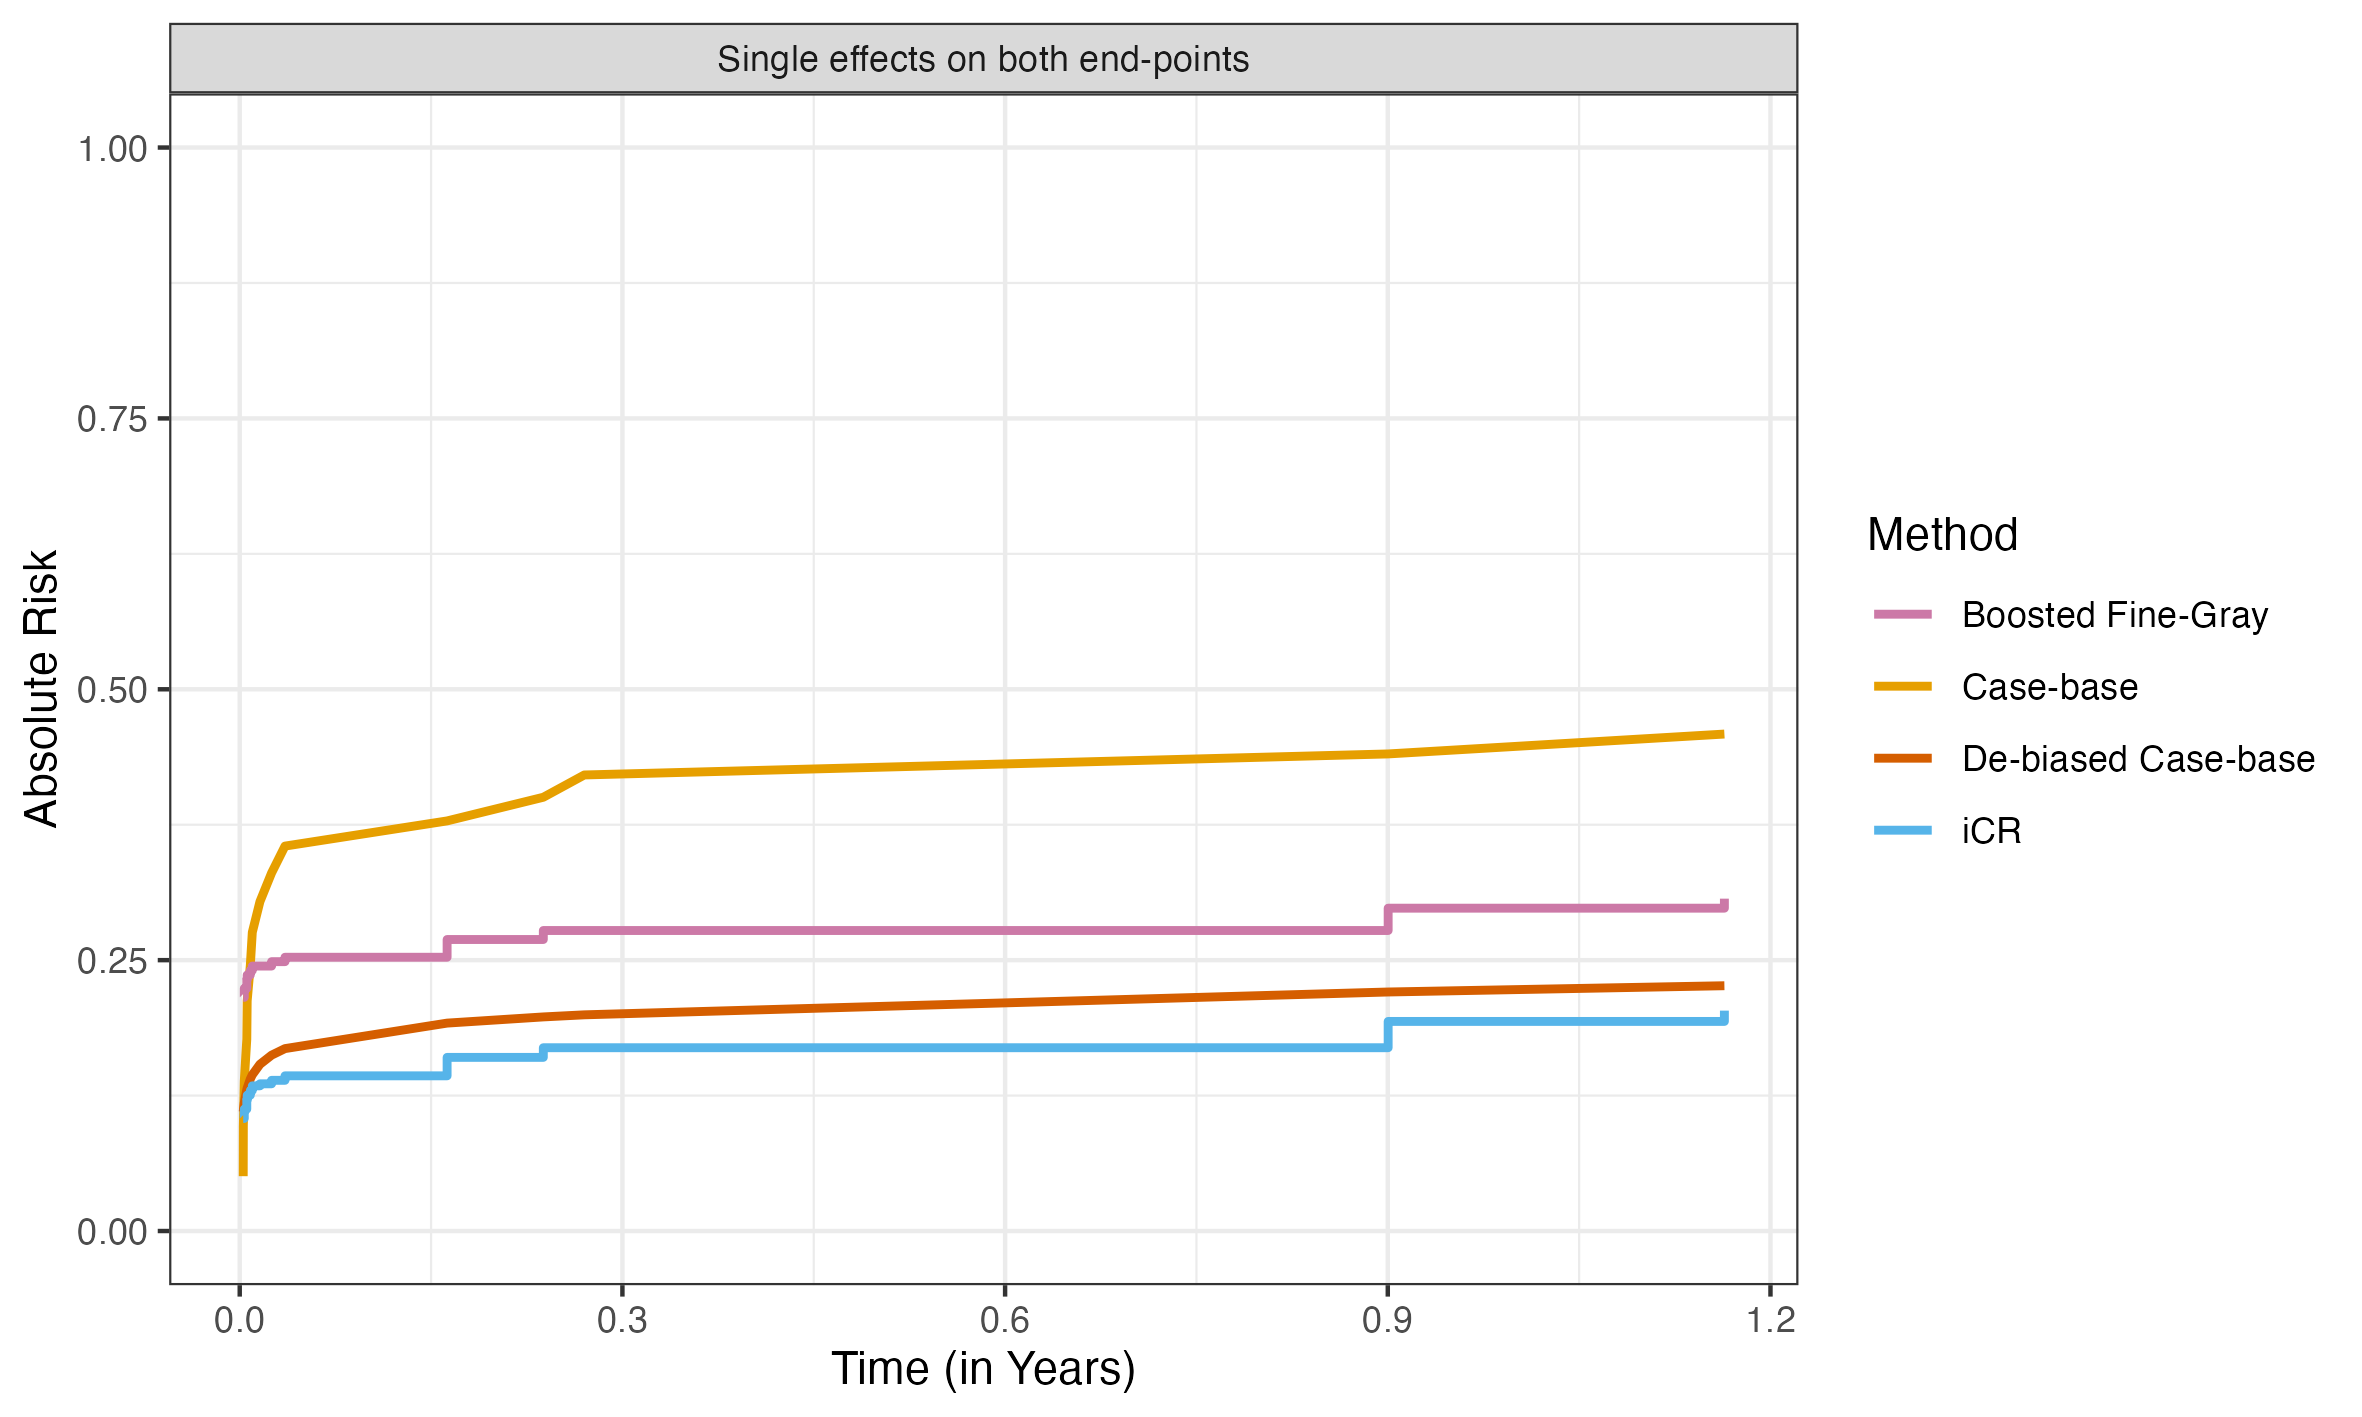 Single effects on both end-points
1.00
0.75
0.50
0.25
0.00
Absolute Risk
0.0 0.3 0.6 0.9 1.2
Time (in Years)
Method
Boosted Fine-Gray
Case-base
De-biased Case-base
iCR